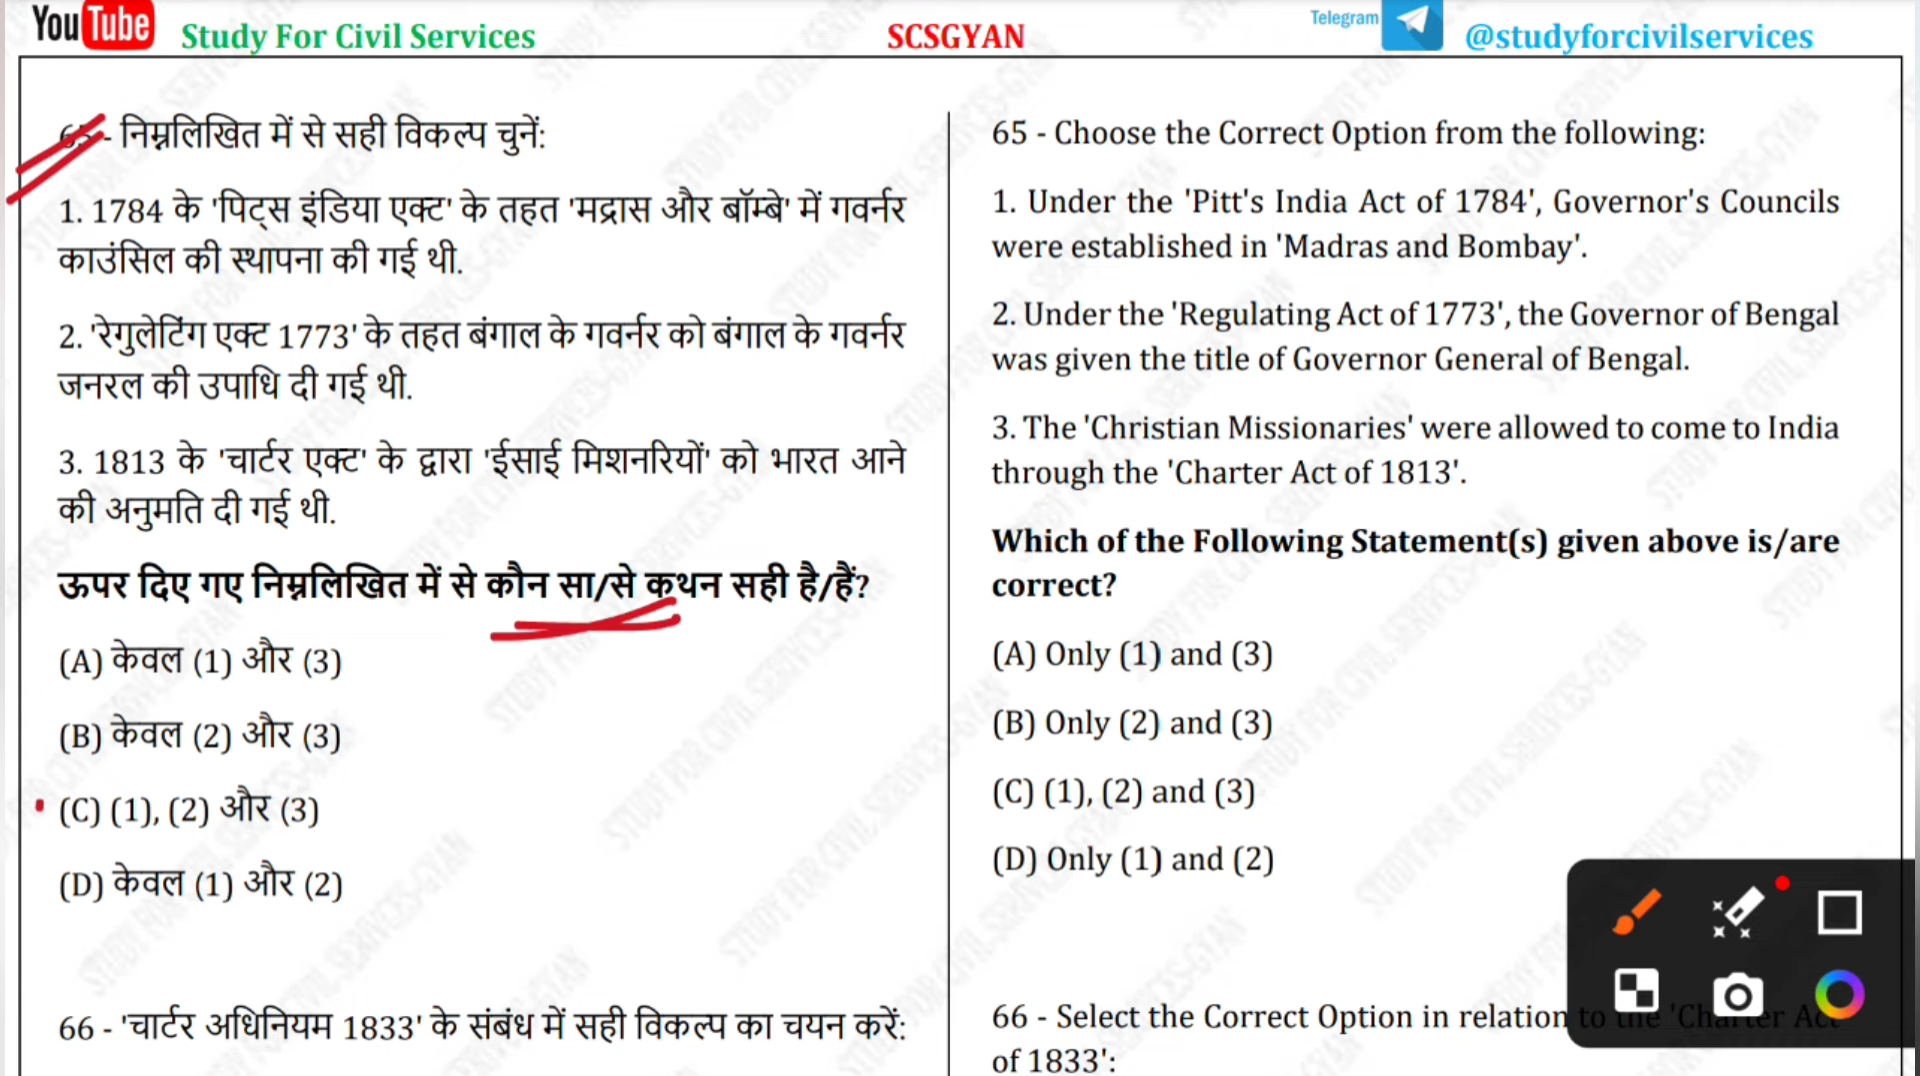 YouTube Study For Civil Services SCSGYAN Telegram @studyforcivilservices
65 - निम्नलिखित में से सही विकल्प चुनें:
1. 1784 के 'पिट्स इंडिया एक्ट' के तहत 'मद्रास और बॉम्बे' में गवर्नर
काउंसिल की स्थापना की गई थी.
2. 'रेगुलेटिंग एक्ट 1773' के तहत बंगाल के गवर्नर को बंगाल के गवर्नर
जनरल की उपाधि दी गई थी.
3. 1813 के 'चार्टर एक्ट' के द्वारा 'ईसाई मिशनरियों' को भारत आने
की अनुमति दी गई थी.
ऊपर दिए गए निम्नलिखित में से कौन सा/से कथन सही है/हैं?
(A) केवल (1) और (3)
(B) केवल (2) और (3)
(C) (1), (2) और (3)
(D) केवल (1) और (2)
66 - 'चार्टर अधिनियम 1833' के संबंध में सही विकल्प का चयन करें:
65 - Choose the Correct Option from the following:
1. Under the 'Pitt's India Act of 1784', Governor's Councils
were established in 'Madras and Bombay'.
2. Under the 'Regulating Act of 1773', the Governor of Bengal
was given the title of Governor General of Bengal.
3. The 'Christian Missionaries' were allowed to come to India
through the 'Charter Act of 1813'.
Which of the Following Statement(s) given above is/are
correct?
(A) Only (1) and (3)
(B) Only (2) and (3)
(C) (1), (2) and (3)
(D) Only (1) and (2)
66 - Select the Correct Option in relation to the 'Charter Act
of 1833':